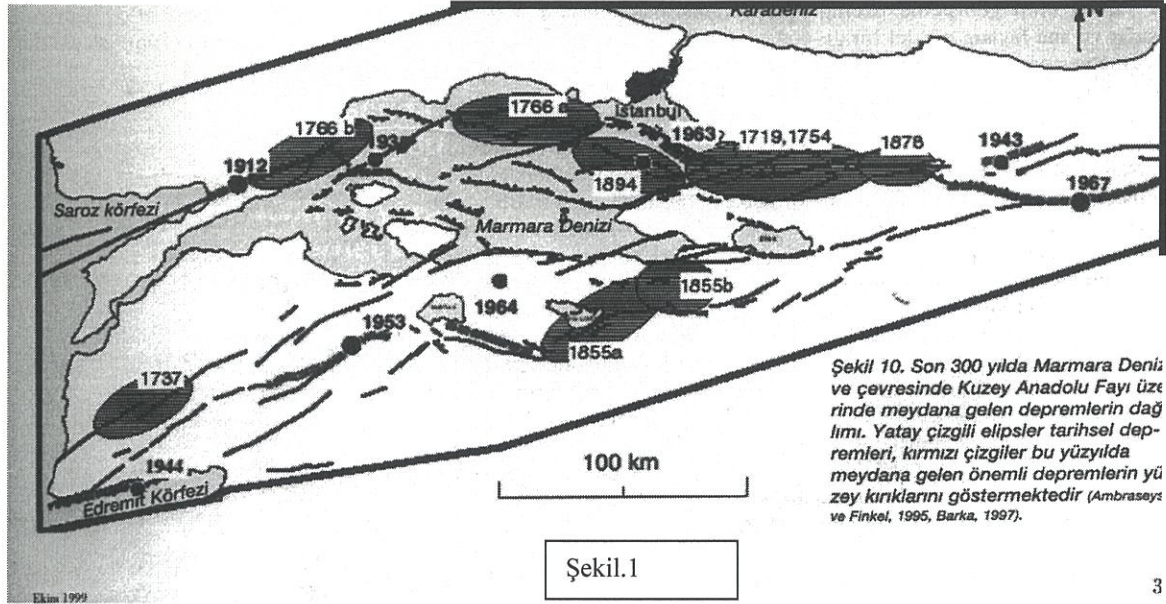 Karadeniz
N
İstanbul
1766 a
1766 b
1963
1719,1754
1878
1943
1912
1894
1967
Saroz körfezi
Marmara Denizi
1964
1855b
1953
1855a
1737
1944
Edremit Körfezi
100 km
Şekil 10. Son 300 yılda Marmara Deniz
ve çevresinde Kuzey Anadolu Fayı üze
rinde meydana gelen depremlerin dağ
lımı. Yatay çizgili elipsler tarihsel dep-
remleri, kırmızı çizgiler bu yüzyılda
meydana gelen önemli depremlerin yü
zey kırıklarını göstermektedir (Ambraseys
ve Finkel, 1995, Barka, 1997).
Şekil.1
Ekim 1999
3